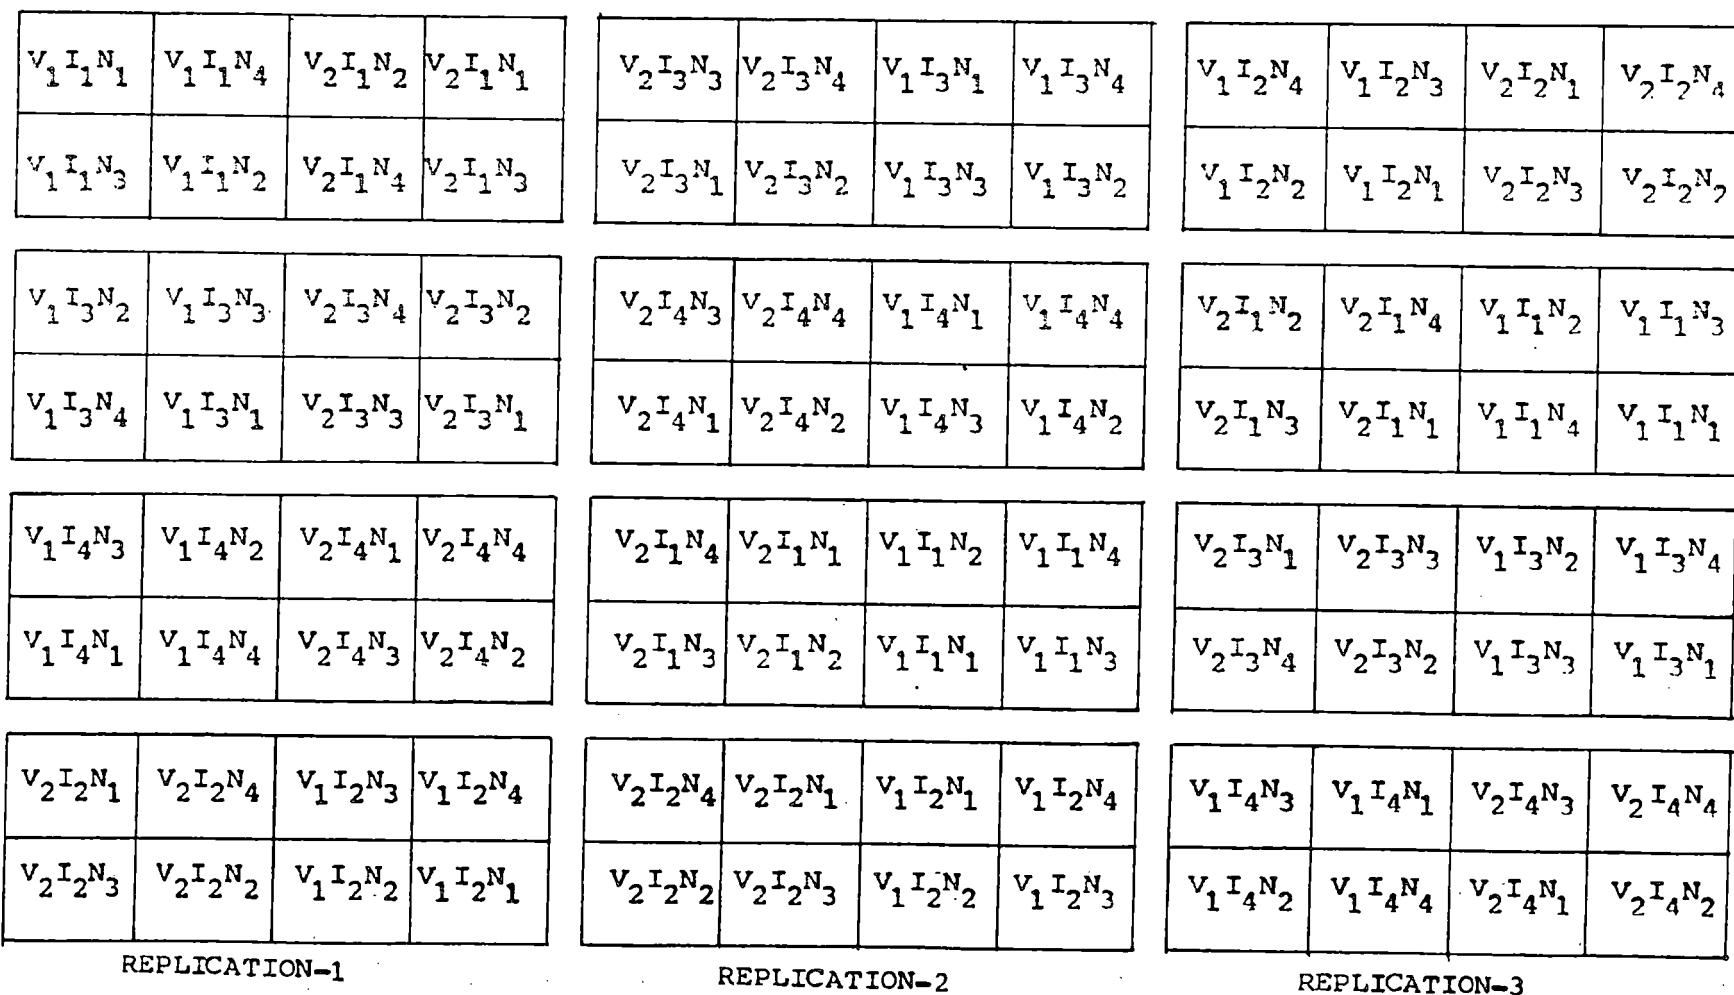 V₁I₁N₁ V₁I₁N₄ V₂I₁N₂ V₂I₁N₁
V₁I₁N₃ V₁I₁N₂ V₂I₁N₄ V₂I₁N₃
V₁I₃N₂ V₁I₃N₃ V₂I₃N₄ V₂I₃N₂
V₁I₃N₄ V₁I₃N₁ V₂I₃N₃ V₂I₃N₁
V₁I₄N₃ V₁I₄N₂ V₂I₄N₁ V₂I₄N₄
V₁I₄N₁ V₁I₄N₄ V₂I₄N₃ V₂I₄N₂
V₂I₂N₁ V₂I₂N₄ V₁I₂N₃ V₁I₂N₄
V₂I₂N₃ V₂I₂N₂ V₁I₂N₂ V₁I₂N₁
REPLICATION-1
V₂I₃N₃ V₂I₃N₄ V₁I₃N₁ V₁I₃N₄
V₂I₃N₁ V₂I₃N₂ V₁I₃N₃ V₁I₃N₂
V₂I₄N₃ V₂I₄N₄ V₁I₄N₁ V₁I₄N₄
V₂I₄N₁ V₂I₄N₂ V₁I₄N₃ V₁I₄N₂
V₂I₁N₄ V₂I₁N₁ V₁I₁N₂ V₁I₁N₄
V₂I₁N₃ V₂I₁N₂ V₁I₁N₁ V₁I₁N₃
V₂I₂N₄ V₂I₂N₁ V₁I₂N₁ V₁I₂N₄
V₂I₂N₂ V₂I₂N₃ V₁I₂N₂ V₁I₂N₃
REPLICATION-2
V₁I₂N₄ V₁I₂N₃ V₂I₂N₁ V₂I₂N₄
V₁I₂N₂ V₁I₂N₁ V₂I₂N₃ V₂I₂N₂
V₂I₁N₂ V₂I₁N₄ V₁I₁N₂ V₁I₁N₃
V₂I₁N₃ V₂I₁N₁ V₁I₁N₄ V₁I₁N₁
V₂I₃N₁ V₂I₃N₃ V₁I₃N₂ V₁I₃N₄
V₂I₃N₄ V₂I₃N₂ V₁I₃N₃ V₁I₃N₁
V₁I₄N₃ V₁I₄N₁ V₂I₄N₃ V₂I₄N₄
V₁I₄N₂ V₁I₄N₄ V₂I₄N₁ V₂I₄N₂
REPLICATION-3